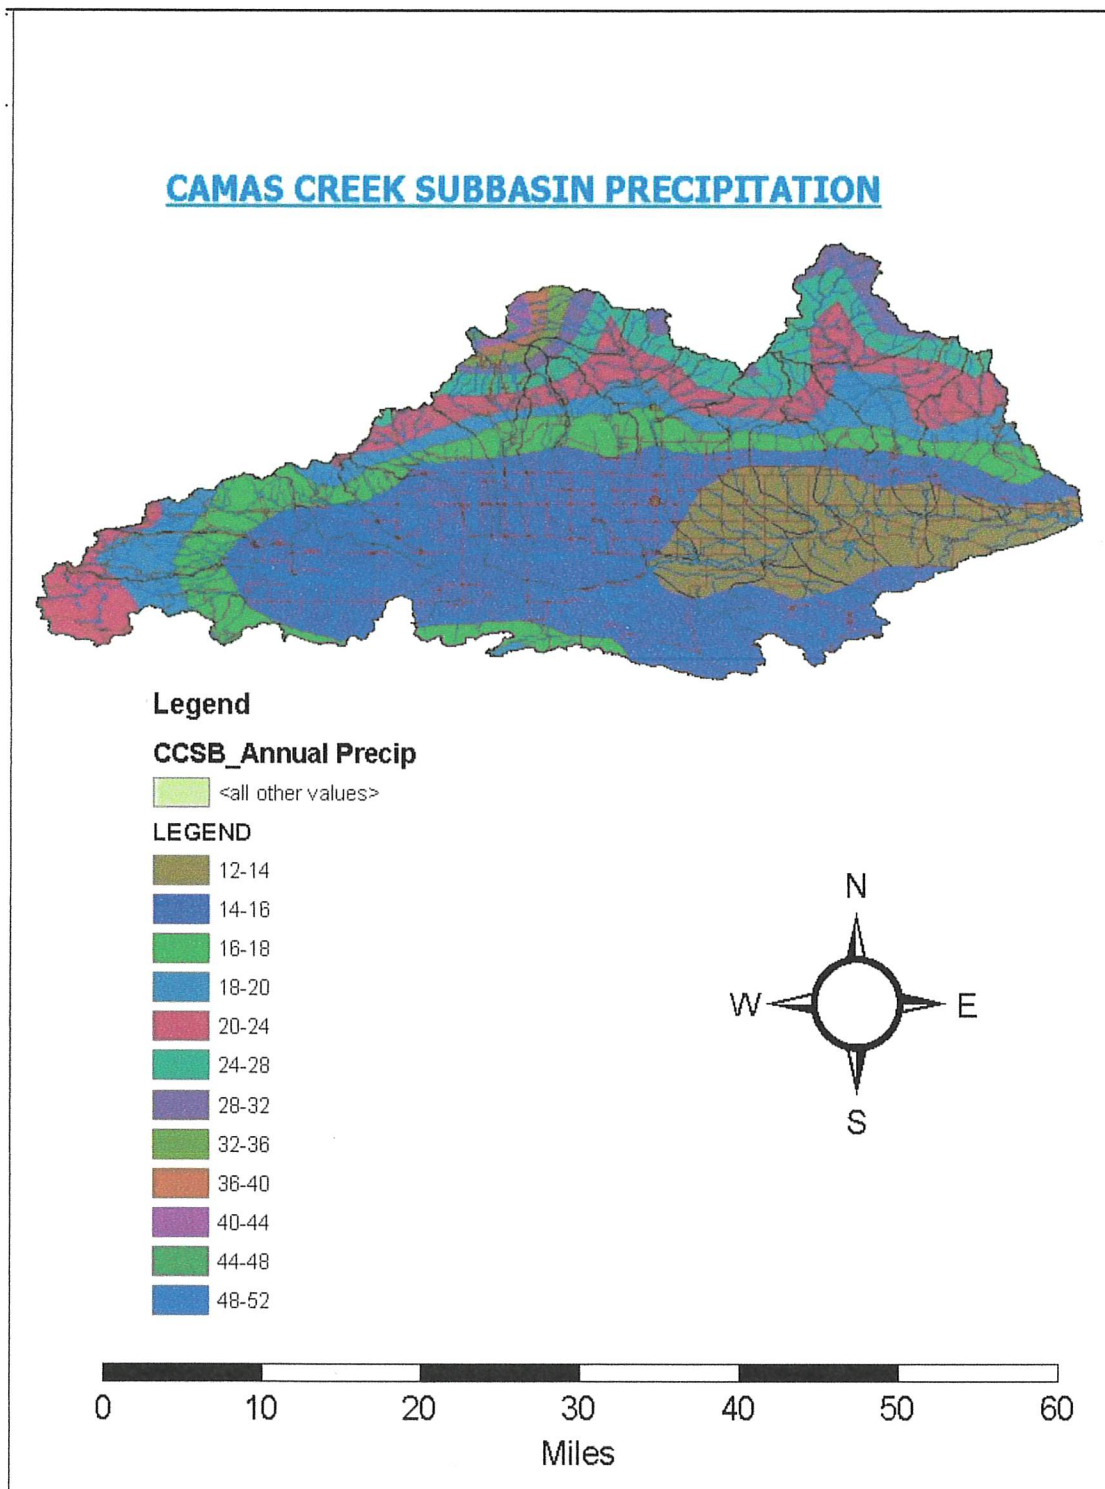 CAMAS CREEK SUBBASIN PRECIPITATION
Legend
CCSB_Annual Precip
<all other values>
LEGEND
12-14
14-16
16-18
18-20
20-24
24-28
28-32
32-36
36-40
40-44
44-48
48-52
N
W
E
S
0 10 20 30 40 50 60
Miles